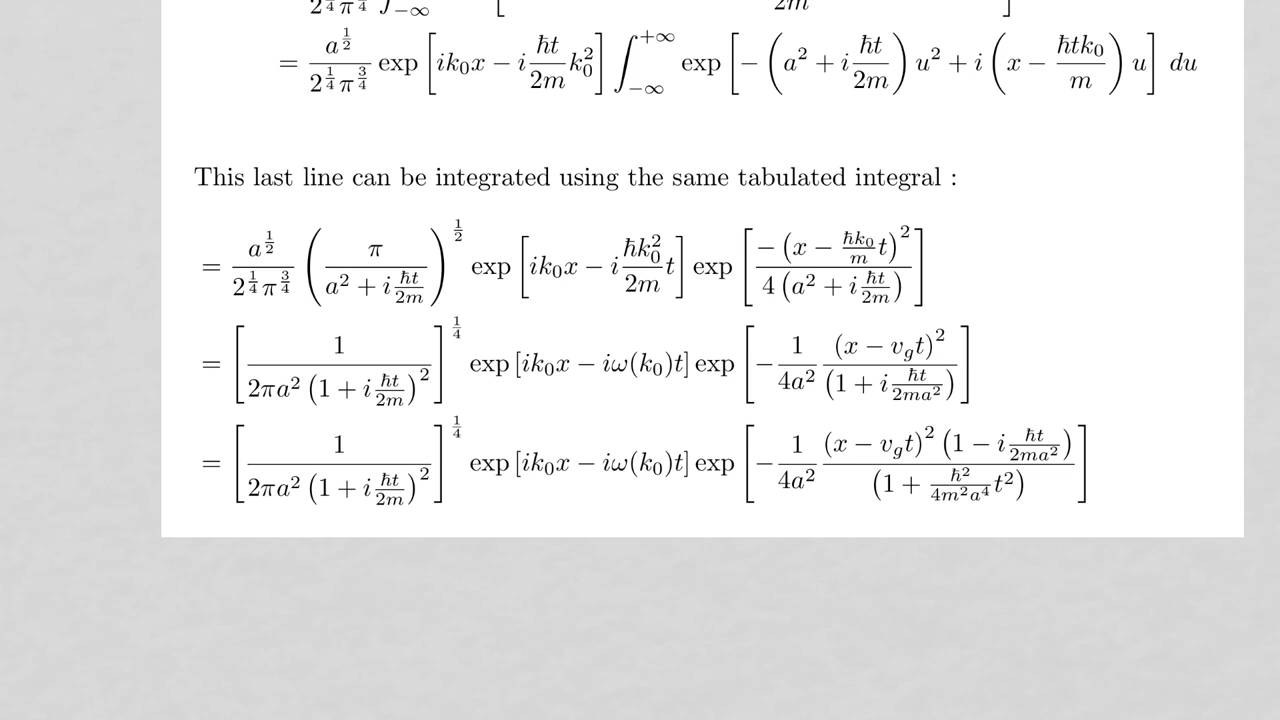 = \frac{a^{\frac{1}{2}}}{2^{\frac{1}{4}}\pi^{\frac{3}{4}}} \exp\left[ik_0x - i\frac{\hbar t}{2m}k_0^2\right] \int_{-\infty}^{+\infty} \exp\left[-\left(a^2 + i\frac{\hbar t}{2m}\right)u^2 + i\left(x - \frac{\hbar t k_0}{m}\right)u\right] du
This last line can be integrated using the same tabulated integral :
= \frac{a^{\frac{1}{2}}}{2^{\frac{1}{4}}\pi^{\frac{3}{4}}} \left(\frac{\pi}{a^2 + i\frac{\hbar t}{2m}}\right)^{\frac{1}{2}} \exp\left[ik_0x - i\frac{\hbar k_0^2}{2m}t\right] \exp\left[\frac{-\left(x - \frac{\hbar k_0}{m}t\right)^2}{4\left(a^2 + i\frac{\hbar t}{2m}\right)}\right]
= \left[\frac{1}{2\pi a^2\left(1 + i\frac{\hbar t}{2m}\right)^2}\right]^{\frac{1}{4}} \exp\left[ik_0x - i\omega(k_0)t\right] \exp\left[-\frac{1}{4a^2}\frac{(x - v_gt)^2}{\left(1 + i\frac{\hbar t}{2ma^2}\right)}\right]
= \left[\frac{1}{2\pi a^2\left(1 + i\frac{\hbar t}{2m}\right)^2}\right]^{\frac{1}{4}} \exp\left[ik_0x - i\omega(k_0)t\right] \exp\left[-\frac{1}{4a^2}\frac{(x - v_gt)^2\left(1 - i\frac{\hbar t}{2ma^2}\right)}{\left(1 + \frac{\hbar^2}{4m^2a^4}t^2\right)}\right]